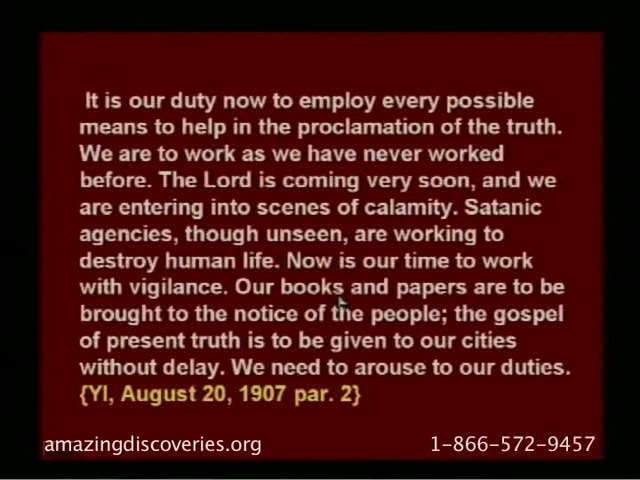 It is our duty now to employ every possible
means to help in the proclamation of the truth.
We are to work as we have never worked
before. The Lord is coming very soon, and we
are entering into scenes of calamity. Satanic
agencies, though unseen, are working to
destroy human life. Now is our time to work
with vigilance. Our books and papers are to be
brought to the notice of the people; the gospel
of present truth is to be given to our cities
without delay. We need to arouse to our duties.
{YI, August 20, 1907 par. 2}
amazingdiscoveries.org 1-866-572-9457